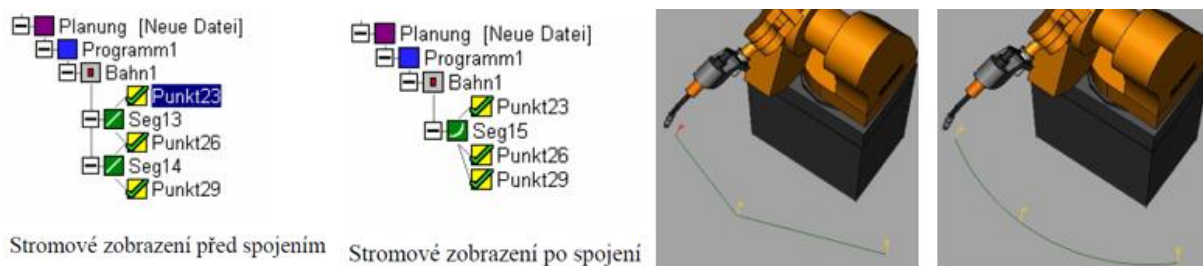 Planung [Neue Datei]
Programm1
Bahn1
Punkt23
Seg13
Punkt26
Seg14
Punkt29
Stromové zobrazení před spojením
Planung [Neue Datei]
Programm1
Bahn1
Punkt23
Seg15
Punkt26
Punkt29
Stromové zobrazení po spojení